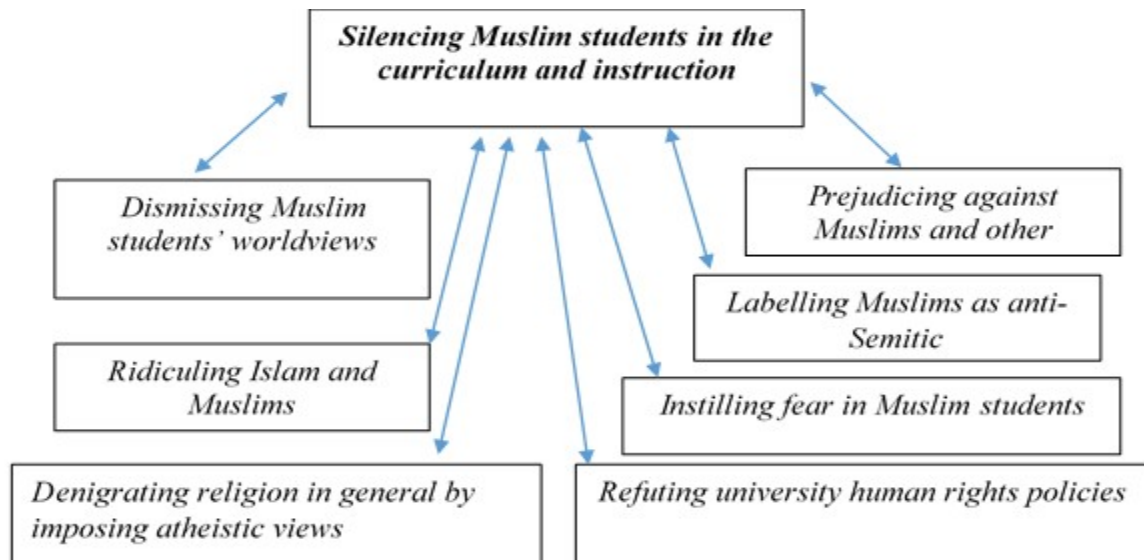 Silencing Muslim students in the
curriculum and instruction
Dismissing Muslim
students’ worldviews
Prejudicing against
Muslims and other
Labelling Muslims as anti-
Semitic
Ridiculing Islam and
Muslims
Instilling fear in Muslim students
Denigrating religion in general by
imposing atheistic views
Refuting university human rights policies